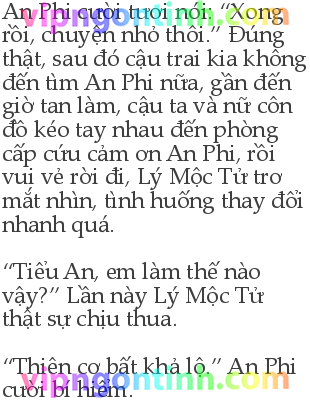 An Phi cười tươi nói: “Xong
rồi, chuyện nhỏ thôi.” Đúng
thật, sau đó cậu trai kia không
đến tìm An Phi nữa, gần đến
giờ tan làm, cậu ta và nữ côn
đồ kéo tay nhau đến phòng
cấp cứu cảm ơn An Phi, rồi
vui vẻ rời đi, Lý Mộc Tử trơ
mắt nhìn, tình huống thay đổi
nhanh quá.
“Tiểu An, em làm thế nào
vậy?” Lần này Lý Mộc Tử
thật sự chịu thua.
“Thiên cơ bất khả lộ.” An Phi
cười bí hiểm.
vipngontinh.com
vipngontinh.com